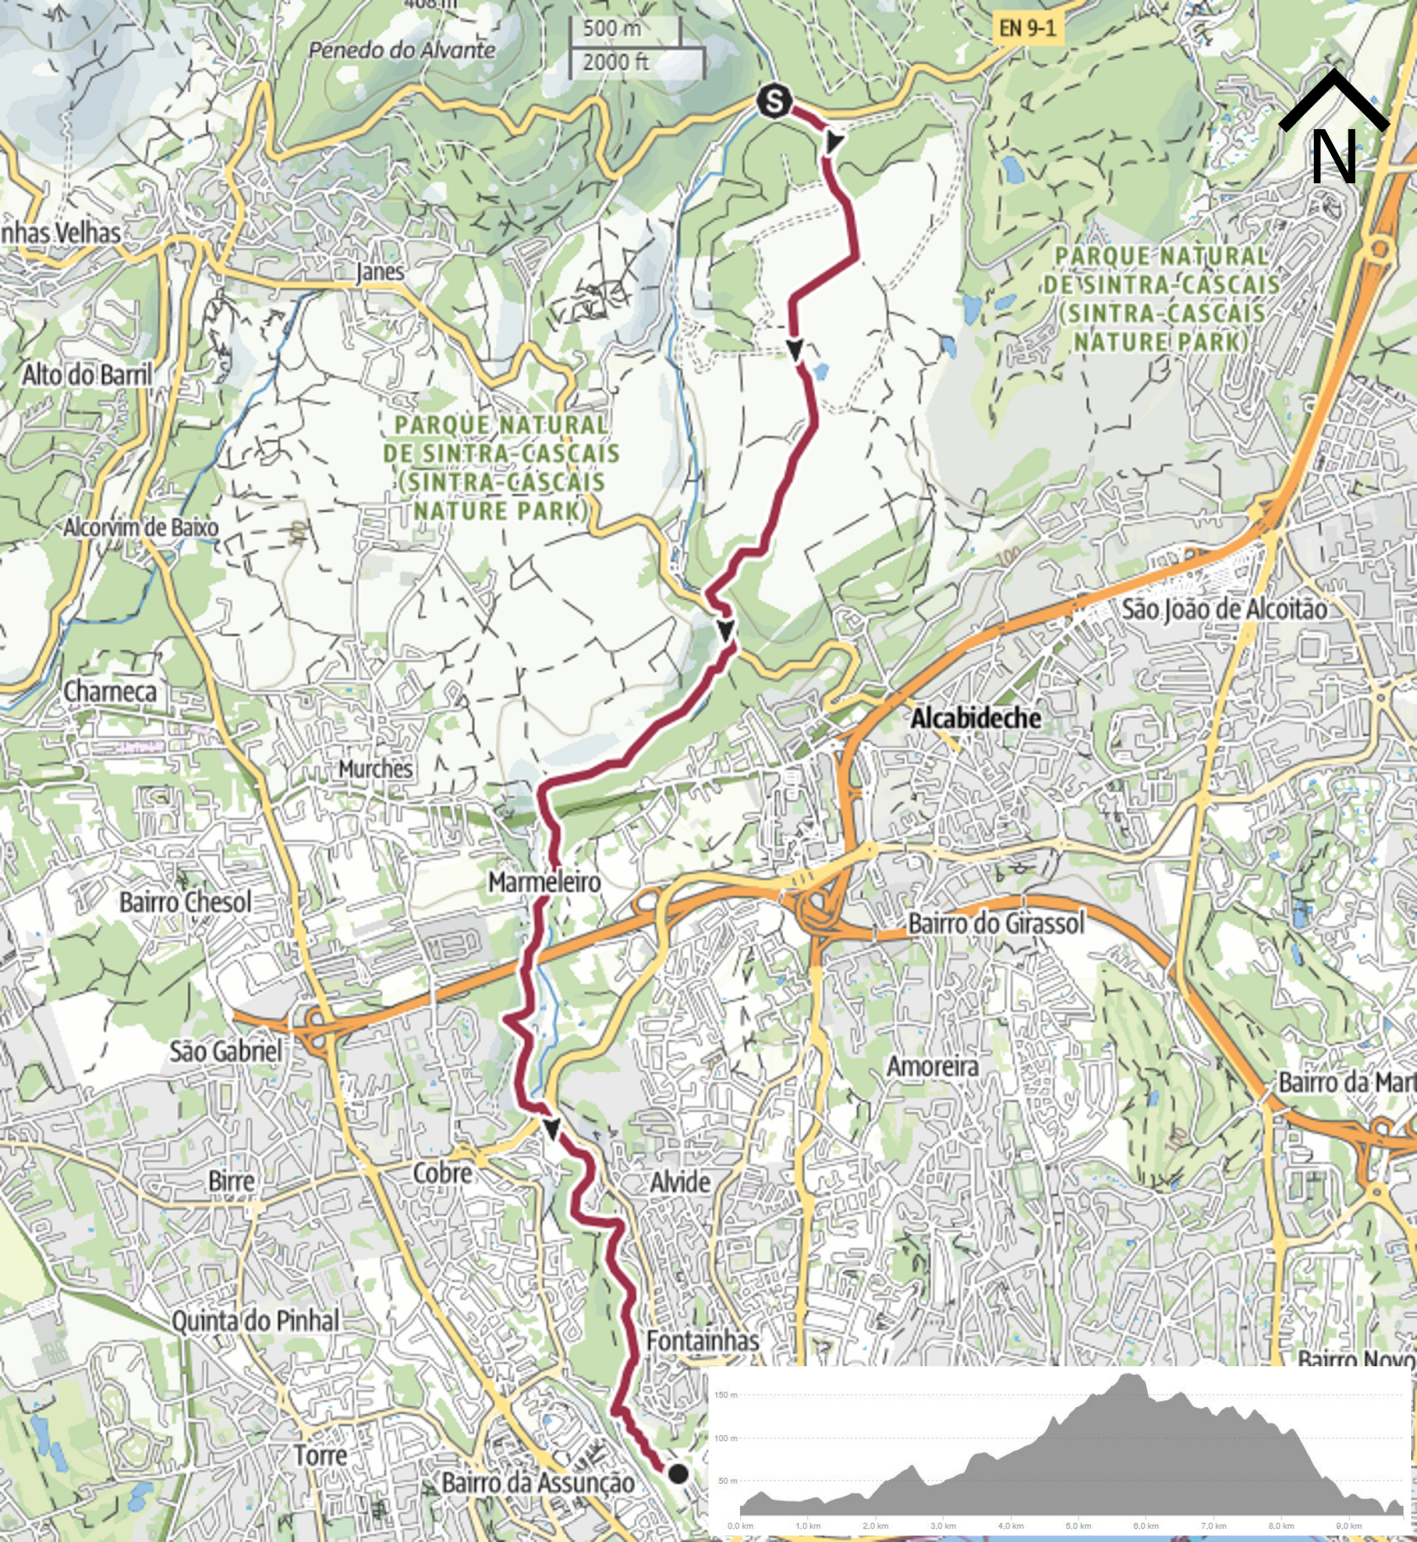 408 m
Penedo do Alvante
500 m
2000 ft
EN 9-1
S
N
nhas Velhas
Janes
PARQUE NATURAL
DE SINTRA-CASCAIS
(SINTRA-CASCAIS
NATURE PARK)
Alto do Barril
PARQUE NATURAL
DE SINTRA-CASCAIS
(SINTRA-CASCAIS
NATURE PARK)
Alcorvim de Baixo
100
São João de Alcoitão
Charneca
Alcabideche
Murches
Marmeleiro
Bairro Chesol
Bairro do Girassol
São Gabriel
Amoreira
Bairro da Mart
Cobre
Birre
Alvide
Quinta do Pinhal
Fontainhas
Bairro Novo
Torre
Bairro da Assunção
150 m
100 m
50 m
0,0 km 1,0 km 2,0 km 3,0 km 4,0 km 5,0 km 6,0 km 7,0 km 8,0 km 9,0 km